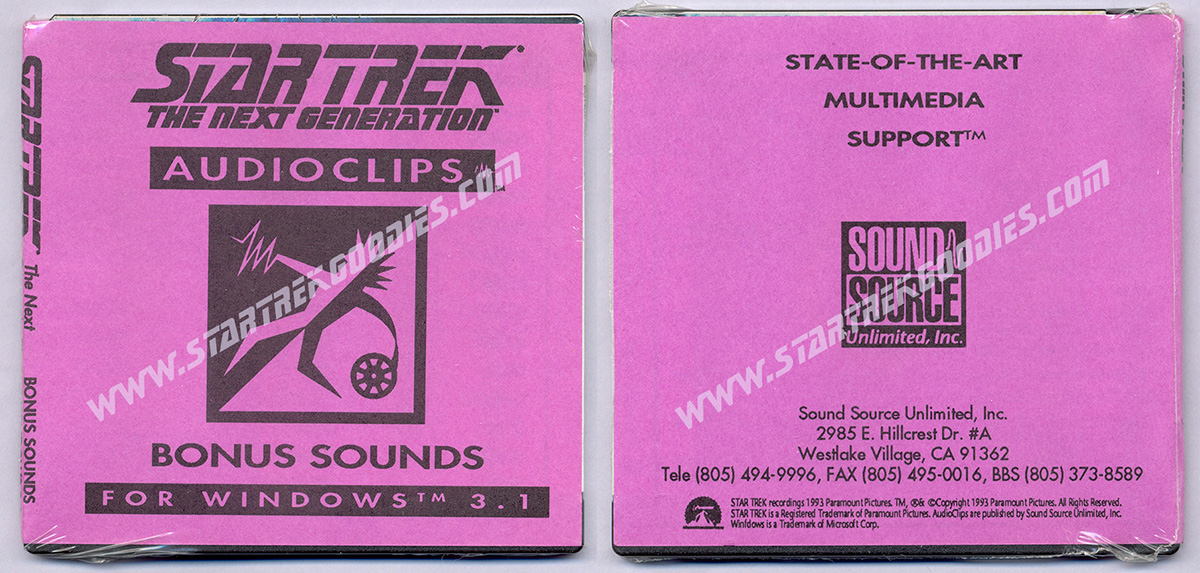 STAR TREK®
THE NEXT GENERATION™
AUDIOCLIPS
BONUS SOUNDS
FOR WINDOWS™ 3.1
STAR TREK The Next
BONUS SOUNDS
WWW.STARTREKGOODIES.COM
STATE-OF-THE-ART
MULTIMEDIA
SUPPORT™
SOUND
SOURCE
Unlimited, Inc.
Sound Source Unlimited, Inc.
2985 E. Hillcrest Dr. #A
Westlake Village, CA 91362
Tele (805) 494-9996, FAX (805) 495-0016, BBS (805) 373-8589
STAR TREK recordings 1993 Paramount Pictures. TM, ®& ©Copyright 1993 Paramount Pictures. All Rights Reserved.
STAR TREK is a Registered Trademark of Paramount Pictures. AudioClips are published by Sound Source Unlimited, Inc.
Winfdows is a Trademark of Microsoft Corp.
WWW.STARTREKGOODIES.COM